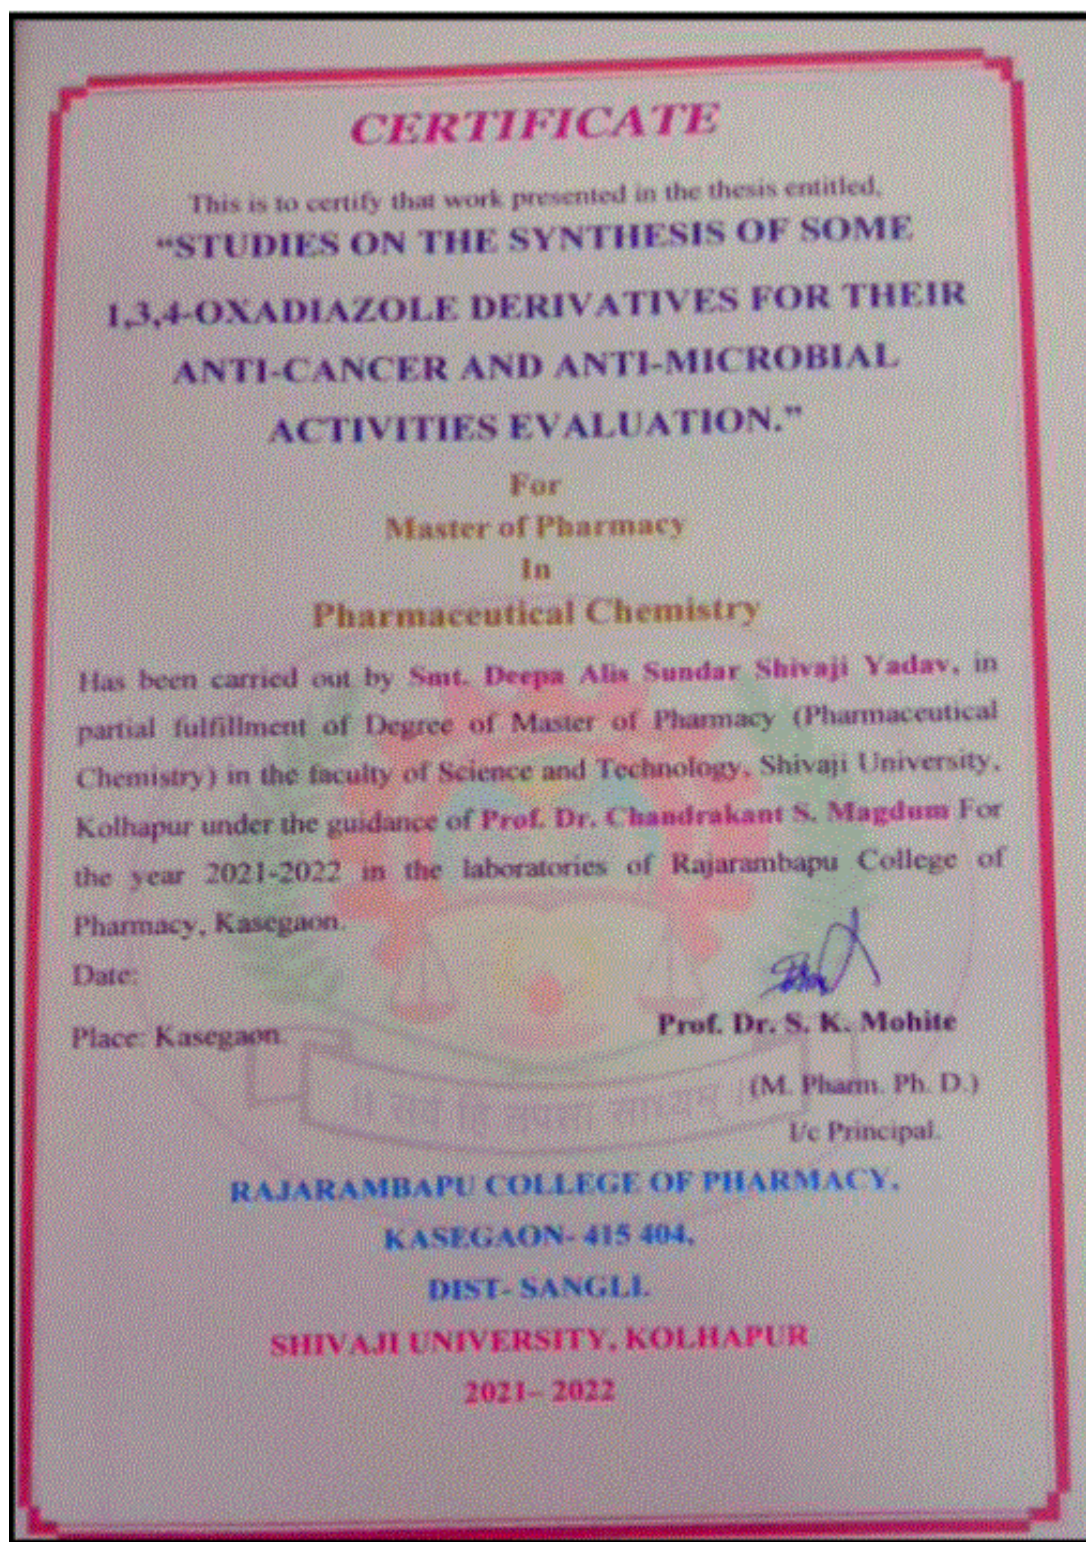 CERTIFICATE
This is to certify that work presented in the thesis entitled,
“STUDIES ON THE SYNTHESIS OF SOME
1,3,4-OXADIAZOLE DERIVATIVES FOR THEIR
ANTI-CANCER AND ANTI-MICROBIAL
ACTIVITIES EVALUATION.”
For
Master of Pharmacy
In
Pharmaceutical Chemistry
Has been carried out by Smt. Deepa Alis Sundar Shivaji Yadav, in
partial fulfillment of Degree of Master of Pharmacy (Pharmaceutical
Chemistry) in the faculty of Science and Technology, Shivaji University,
Kolhapur under the guidance of Prof. Dr. Chandrakant S. Magdum For
the year 2021-2022 in the laboratories of Rajarambapu College of
Pharmacy, Kasegaon.
Date:
Place: Kasegaon.
Prof. Dr. S. K. Mohite
(M. Pharm. Ph. D.)
॥ हि तपसा साध्यम् ॥
I/c Principal.
RAJARAMBAPU COLLEGE OF PHARMACY,
KASEGAON- 415 404,
DIST- SANGLI.
SHIVAJI UNIVERSITY, KOLHAPUR
2021– 2022